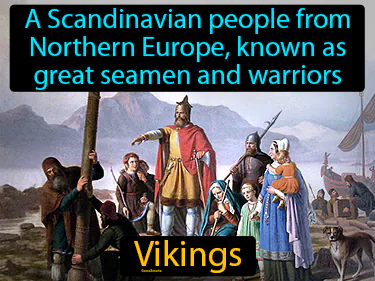 A Scandinavian people from
Northern Europe, known as
great seamen and warriors
Vikings